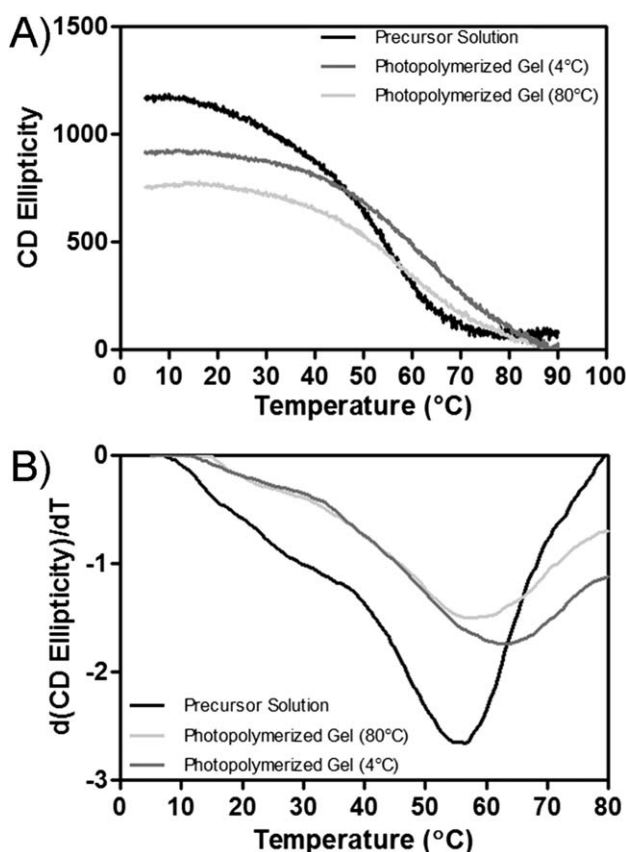 A)
1500
1000
500
0
CD Ellipticity
Precursor Solution
Photopolymerized Gel (4°C)
Photopolymerized Gel (80°C)
0 10 20 30 40 50 60 70 80 90 100
Temperature (°C)
B)
0
-1
-2
-3
d(CD Ellipticity)/dT
Precursor Solution
Photopolymerized Gel (80°C)
Photopolymerized Gel (4°C)
0 10 20 30 40 50 60 70 80
Temperature (°C)